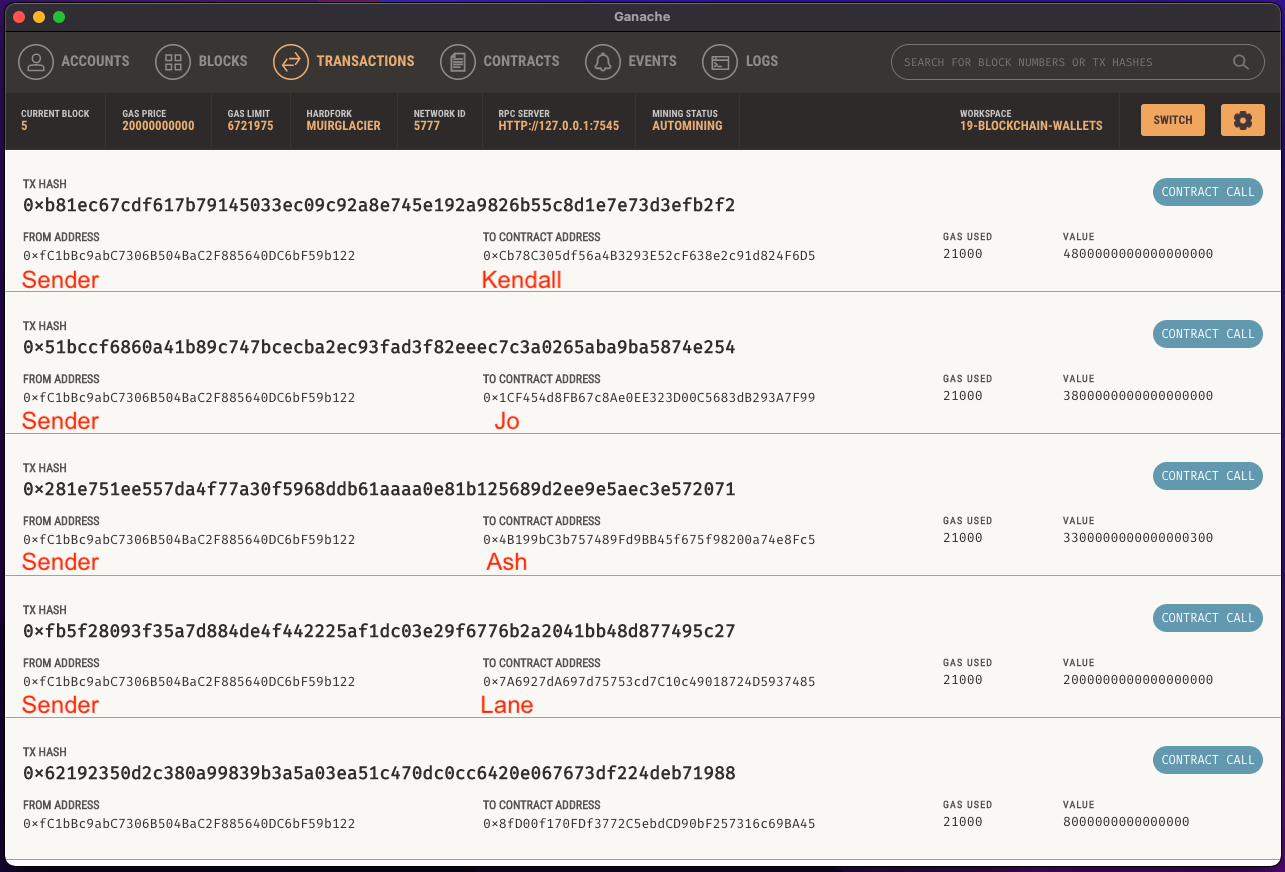 Ganache
ACCOUNTS BLOCKS TRANSACTIONS CONTRACTS EVENTS LOGS SEARCH FOR BLOCK NUMBERS OR TX HASHES
CURRENT BLOCK GAS PRICE GAS LIMIT HARDFORK NETWORK ID RPC SERVER MINING STATUS WORKSPACE SWITCH
5 20000000000 6721975 MUIRGLACIER 5777 HTTP://127.0.0.1:7545 AUTOMINING 19-BLOCKCHAIN-WALLETS
TX HASH CONTRACT CALL
0×b81ec67cdf617b79145033ec09c92a8e745e192a9826b55c8d1e7e73d3efb2f2
FROM ADDRESS TO CONTRACT ADDRESS GAS USED VALUE
0×fC1bBc9abC7306B504BaC2F885640DC6bF59b122 0×Cb78C305df56a4B3293E52cF638e2c91d824F6D5 21000 4800000000000000000
Sender Kendall
TX HASH CONTRACT CALL
0×51bccf6860a41b89c747bcecba2ec93fad3f82eeec7c3a0265aba9ba5874e254
FROM ADDRESS TO CONTRACT ADDRESS GAS USED VALUE
0×fC1bBc9abC7306B504BaC2F885640DC6bF59b122 0×1CF454d8FB67c8Ae0EE323D00C5683dB293A7F99 21000 3800000000000000000
Sender Jo
TX HASH CONTRACT CALL
0×281e751ee557da4f77a30f5968ddb61aaaa0e81b125689d2ee9e5aec3e572071
FROM ADDRESS TO CONTRACT ADDRESS GAS USED VALUE
0×fC1bBc9abC7306B504BaC2F885640DC6bF59b122 0×4B199bC3b757489Fd9BB45f675f98200a74e8Fc5 21000 3300000000000000300
Sender Ash
TX HASH CONTRACT CALL
0×fb5f28093f35a7d884de4f442225af1dc03e29f6776b2a2041bb48d877495c27
FROM ADDRESS TO CONTRACT ADDRESS GAS USED VALUE
0×fC1bBc9abC7306B504BaC2F885640DC6bF59b122 0×7A6927dA697d75753cd7C10c49018724D5937485 21000 2000000000000000000
Sender Lane
TX HASH CONTRACT CALL
0×62192350d2c380a99839b3a5a03ea51c470dc0cc6420e067673df224deb71988
FROM ADDRESS TO CONTRACT ADDRESS GAS USED VALUE
0×fC1bBc9abC7306B504BaC2F885640DC6bF59b122 0×8fD00f170FDf3772C5ebdCD90bF257316c69BA45 21000 8000000000000000